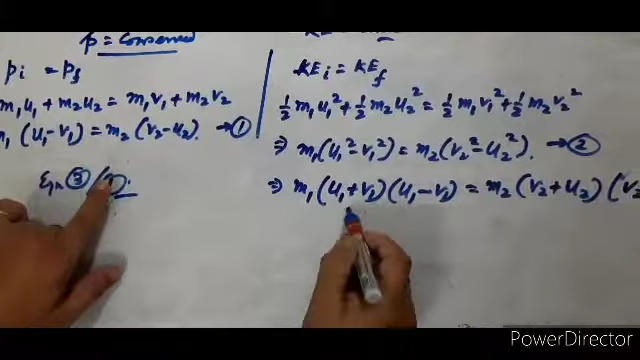 p = Conserved
pi = pf
m1u1 + m2u2 = m1v1 + m2v2
m1 (u1 - v1) = m2 (v2 - u2). → ①
Eqn ③
KEi = KEf
½ m1u1² + ½ m2u2² = ½ m1v1² + ½ m2v2²
⇒ m1(u1² - v1²) = m2(v2² - u2²). → ②
⇒ m1(u1 + v1)(u1 - v1) = m2(v2 + u2)(v2
PowerDirector